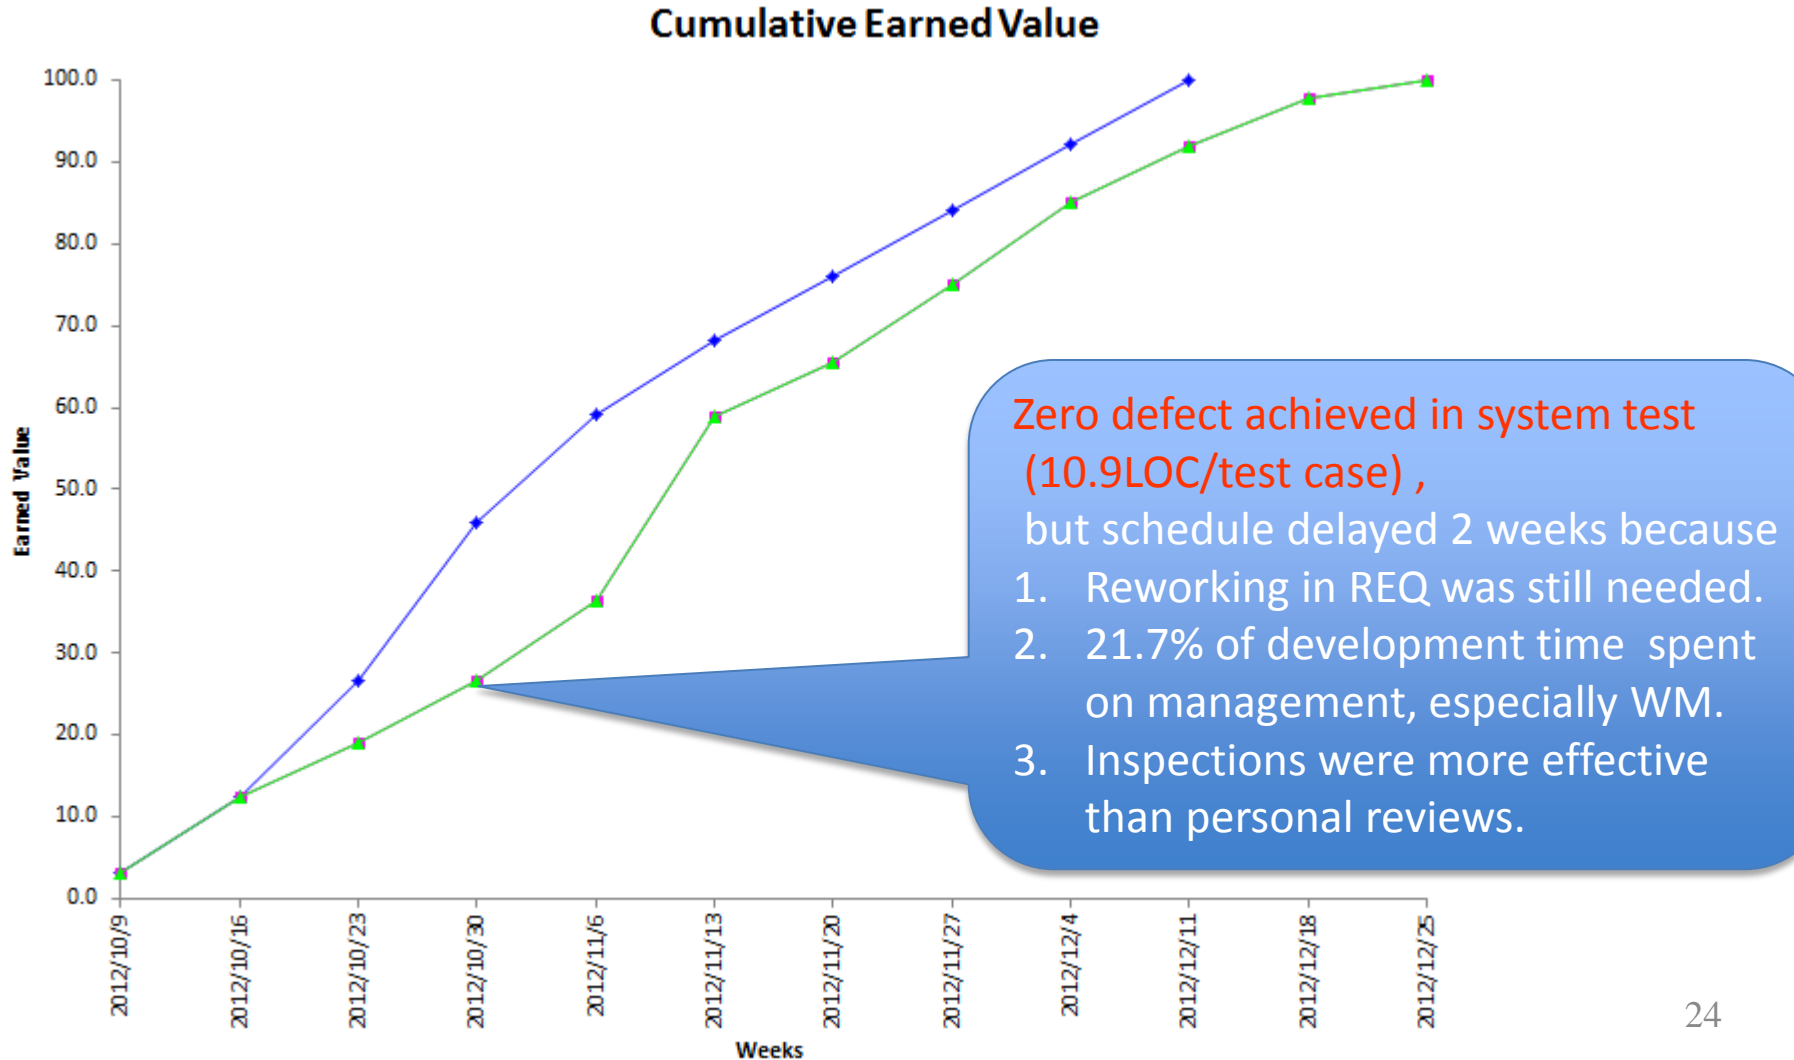 Cumulative Earned Value
100.0
90.0
80.0
70.0
60.0
50.0
40.0
30.0
20.0
10.0
0.0
Earned Value
Zero defect achieved in system test
(10.9LOC/test case) ,
but schedule delayed 2 weeks because
1. Reworking in REQ was still needed.
2. 21.7% of development time spent
on management, especially WM.
3. Inspections were more effective
than personal reviews.
2012/10/9
2012/10/16
2012/10/23
2012/10/30
2012/11/6
2012/11/13
2012/11/20
2012/11/27
2012/12/4
2012/12/11
2012/12/18
2012/12/25
Weeks
24